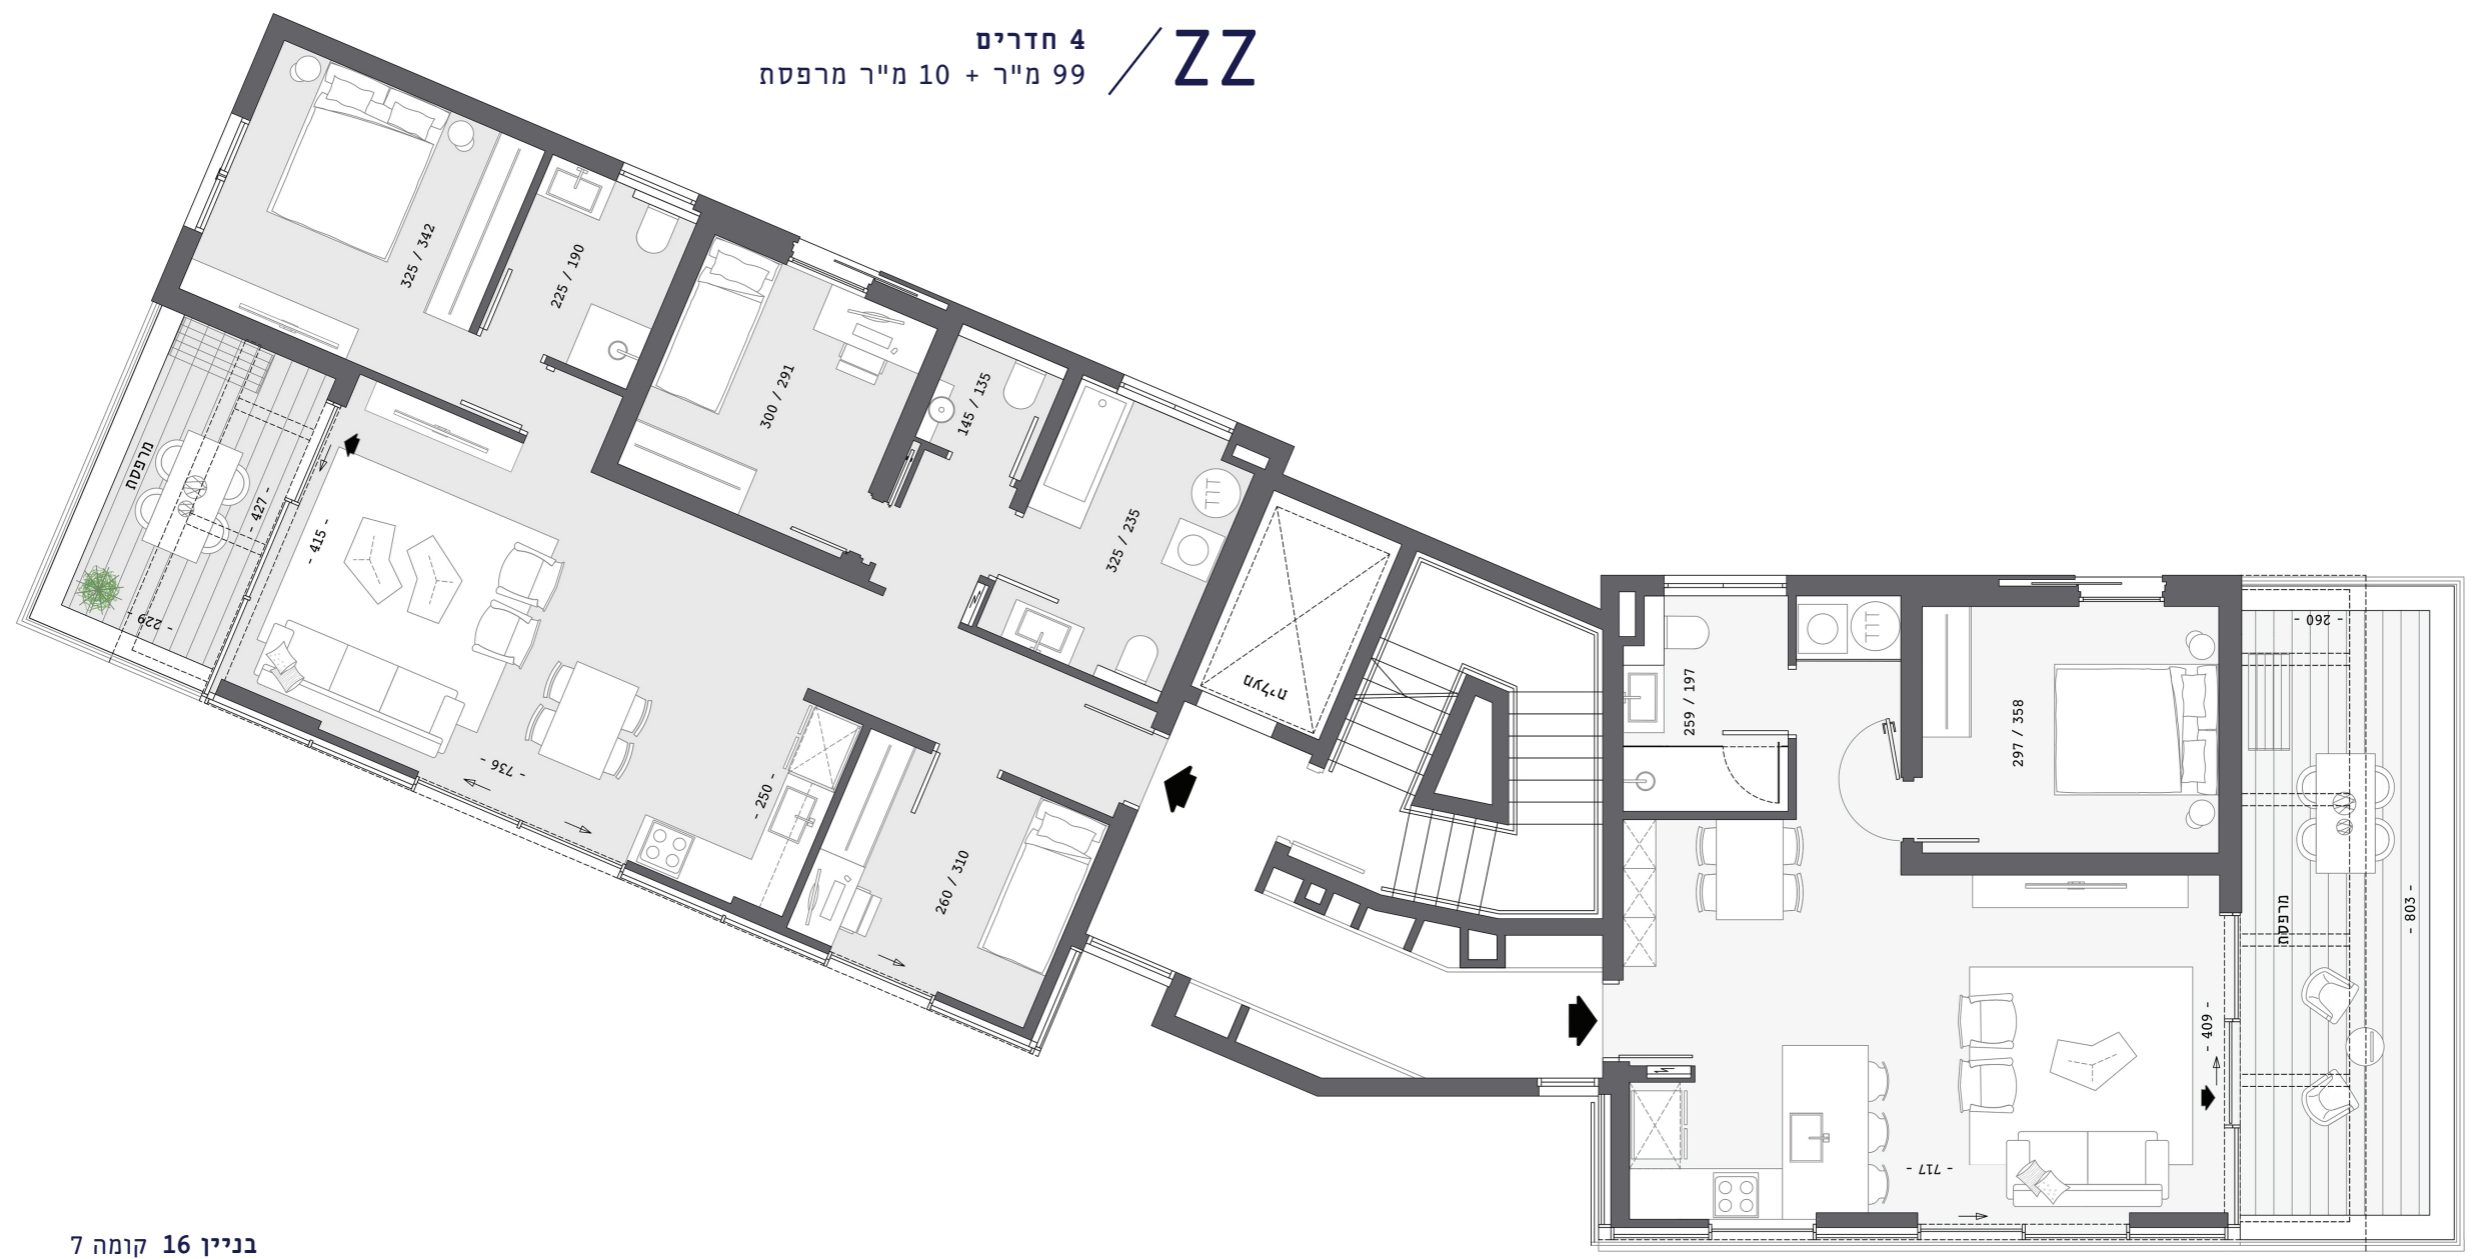 ZZ
4 חדרים
99 מ"ר + 10 מ"ר מרפסת
325 / 342
225 / 190
300 / 291
145 / 135
325 / 235
דוד
מרפסת
- 427 -
- 415 -
- 229 -
- 736 -
- 250 -
260 / 310
מעלית
259 / 197
דוד
297 / 358
- 260 -
מרפסת
- 803 -
- 409 -
- 717 -
בניין 16 קומה 7